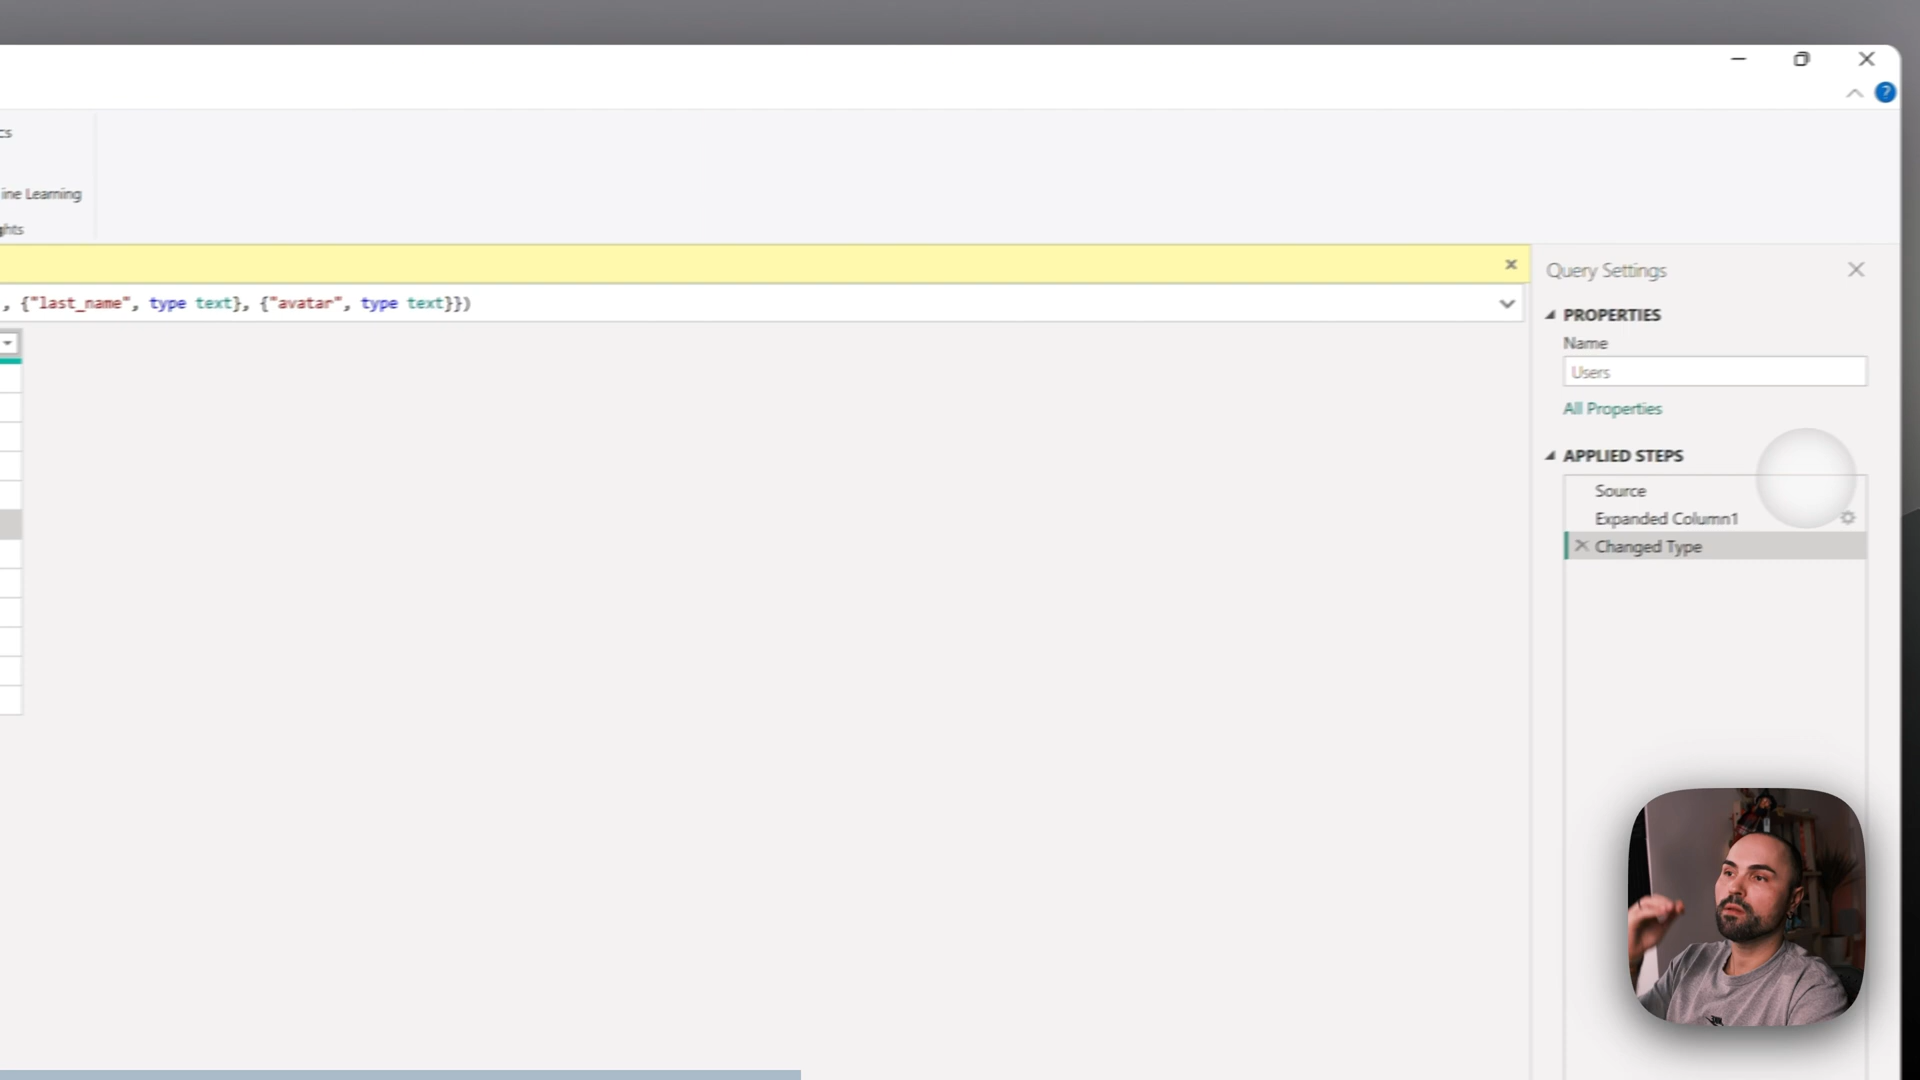 cs
ine Learning
ghts
Query Settings
, {"last_name", type text}, {"avatar", type text}})
PROPERTIES
Name
Users
All Properties
APPLIED STEPS
Source
Expanded Column1
Changed Type